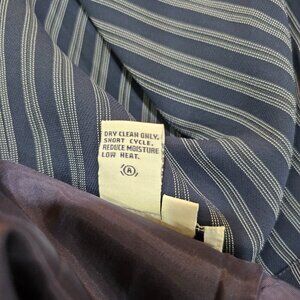 DRY CLEAN ONLY.
SHORT CYCLE.
REDUCE MOISTURE
LOW HEAT.
(A)